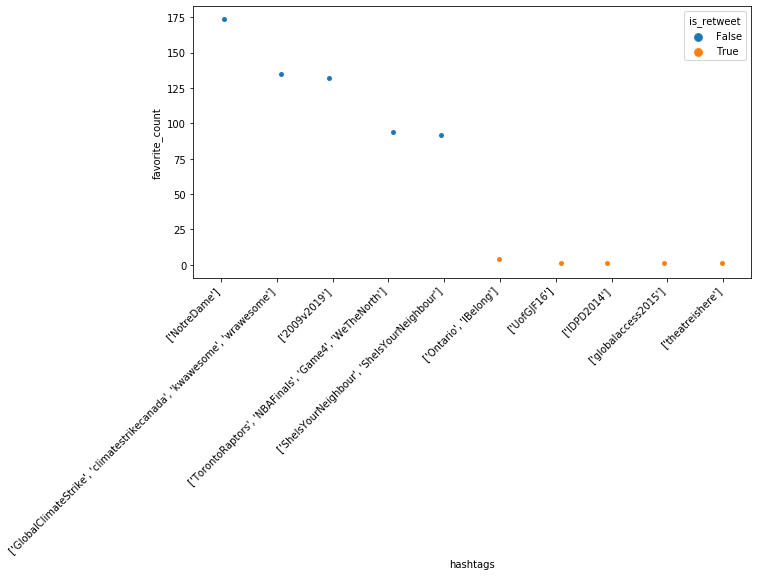 is_retweet
False
True
favorite_count
175
150
125
100
75
50
25
0
['NotreDame']
['GlobalClimateStrike', 'climatestrikecanada', 'kwawesome', 'wrawesome']
['2009v2019']
['TorontoRaptors', 'NBAFinals', 'Game4', 'WeTheNorth']
['SheIsYourNeighbour', 'SheIsYourNeighbour']
['Ontario', 'IBelong']
['UofGJF16']
['IDPD2014']
['globalaccess2015']
['theatreishere']
hashtags